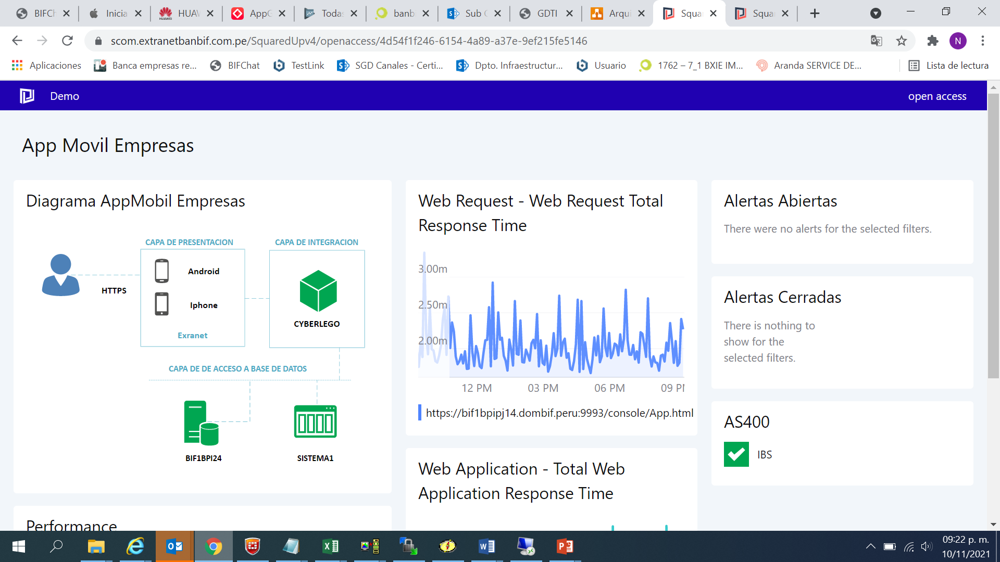 BIFCh
Inicia
HUAV
AppG
Todas
banb
Sub C
GDTI
Arqui
Squa
Squa
scom.extranetbanbif.com.pe/SquaredUpv4/openaccess/4d54f1f246-6154-4a89-a37e-9ef215fe5146
N
Aplicaciones
Banca empresas re...
BIFChat
TestLink
SGD Canales - Certi...
Dpto. Infraestructur...
Usuario
1762 – 7_1 BXIE IM...
Aranda SERVICE DE...
Lista de lectura
Demo
open access
App Movil Empresas
Diagrama AppMobil Empresas
CAPA DE PRESENTACION
CAPA DE INTEGRACION
Android
HTTPS
Iphone
CYBERLEGO
Exranet
CAPA DE DE ACCESO A BASE DE DATOS
BIF1BPI24
SISTEMA1
Performance
Web Request - Web Request Total
Response Time
3.00m
2.50m
2.00m
12 PM
03 PM
06 PM
09 PM
https://bif1bpipj14.dombif.peru:9993/console/App.html
Web Application - Total Web
Application Response Time
Alertas Abiertas
There were no alerts for the selected filters.
Alertas Cerradas
There is nothing to
show for the
selected filters.
AS400
IBS
09:22 p. m.
10/11/2021